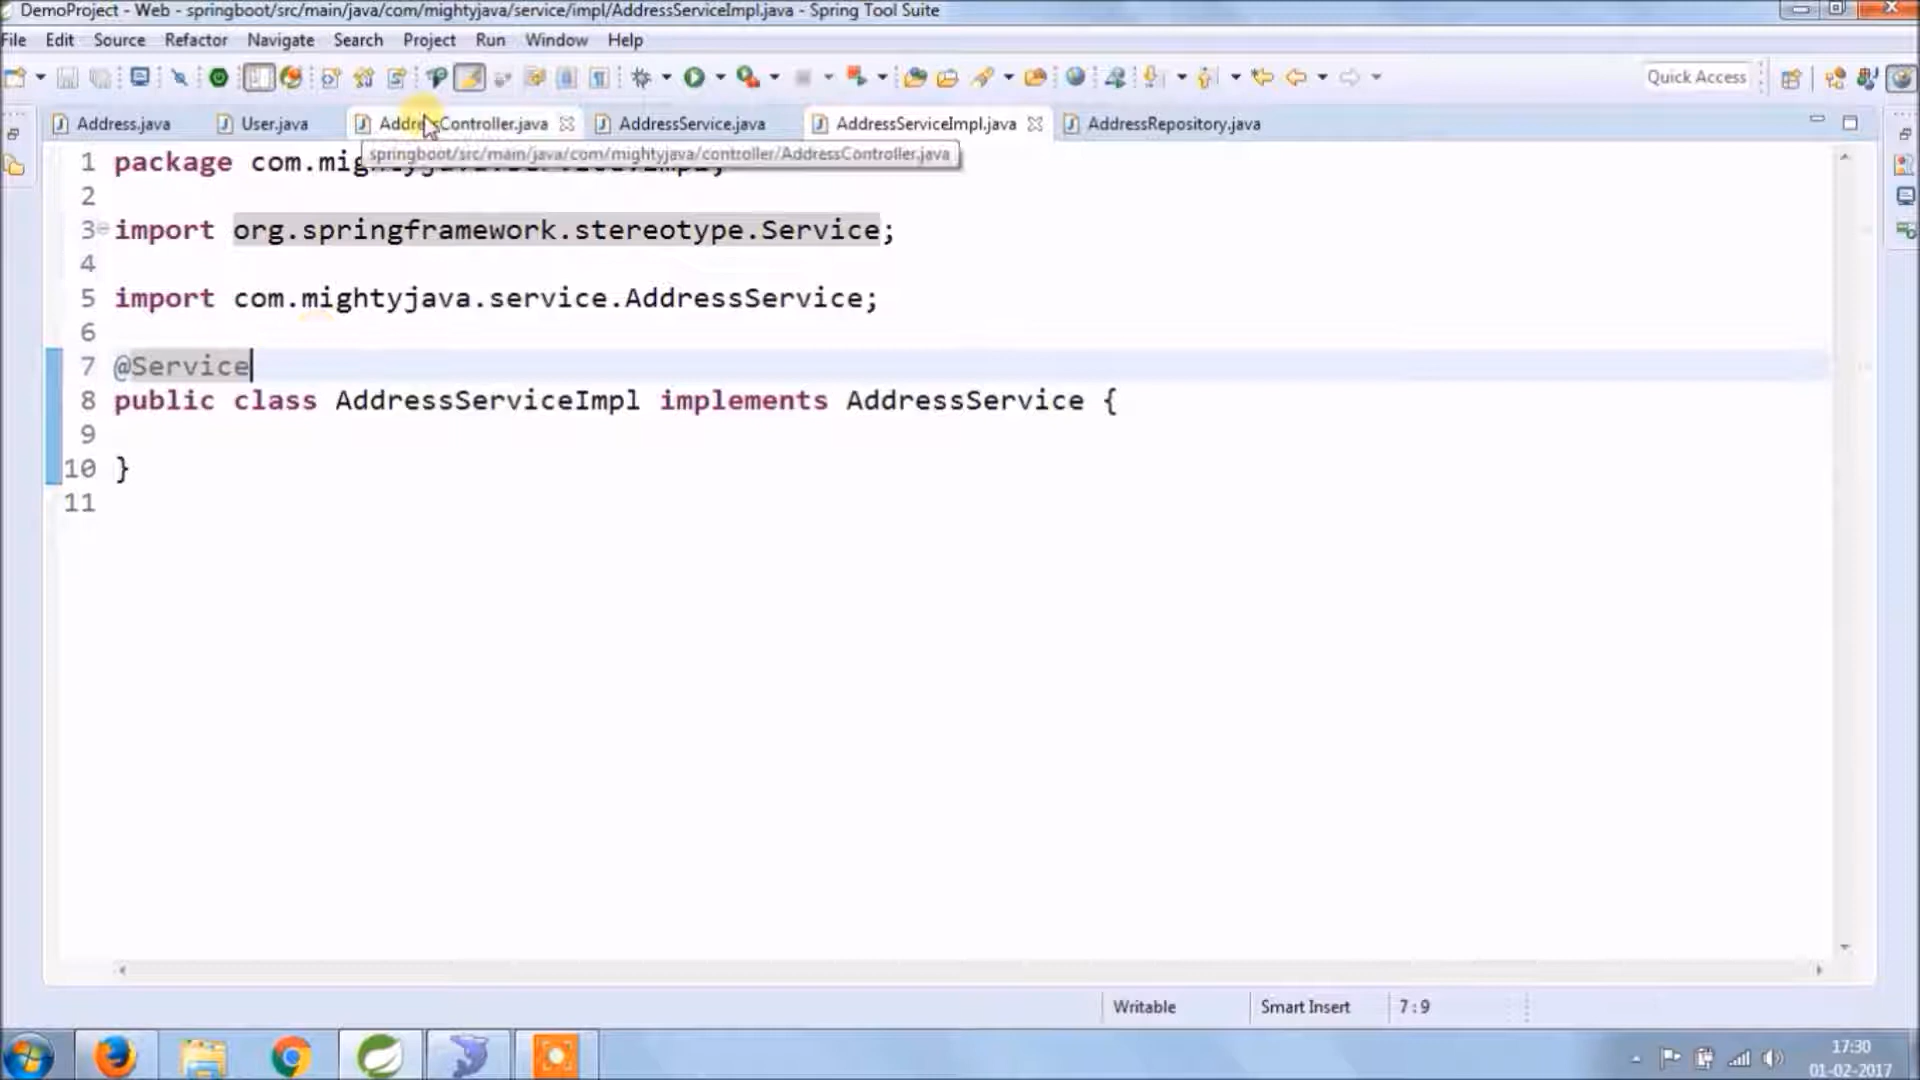 DemoProject - Web - springboot/src/main/java/com/mightyjava/service/impl/AddressServiceImpl.java - Spring Tool Suite
File Edit Source Refactor Navigate Search Project Run Window Help
Quick Access
Address.java User.java AddressController.java AddressService.java AddressServiceImpl.java AddressRepository.java
springboot/src/main/java/com/mightyjava/controller/AddressController.java
1 package com.mightyjava.service.impl;
2
3 import org.springframework.stereotype.Service;
4
5 import com.mightyjava.service.AddressService;
6
7 @Service
8 public class AddressServiceImpl implements AddressService {
9
10 }
11
Writable Smart Insert 7 : 9
17:30
01-02-2017